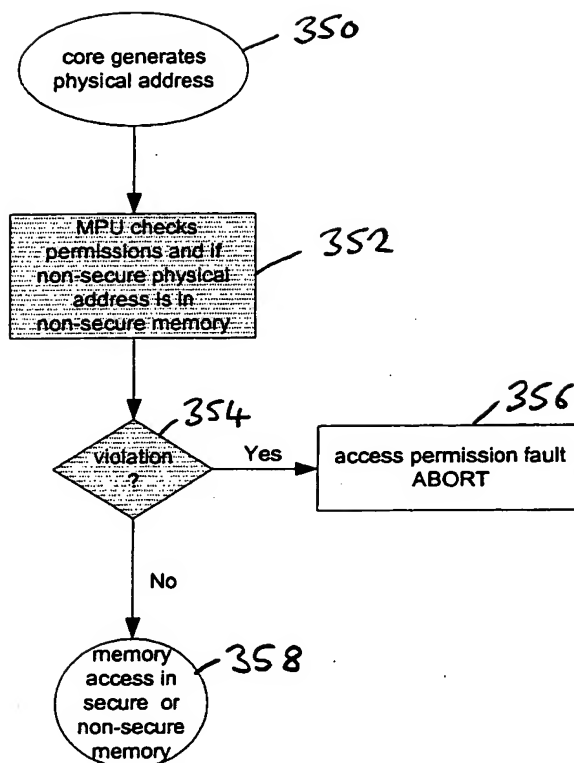 core generates
physical address
350
MPU checks
permissions and if
non-secure physical
address is in
non-secure memory
352
354
violation
?
Yes
356
access permission fault
ABORT
No
memory
access in
secure or
non-secure
memory
358